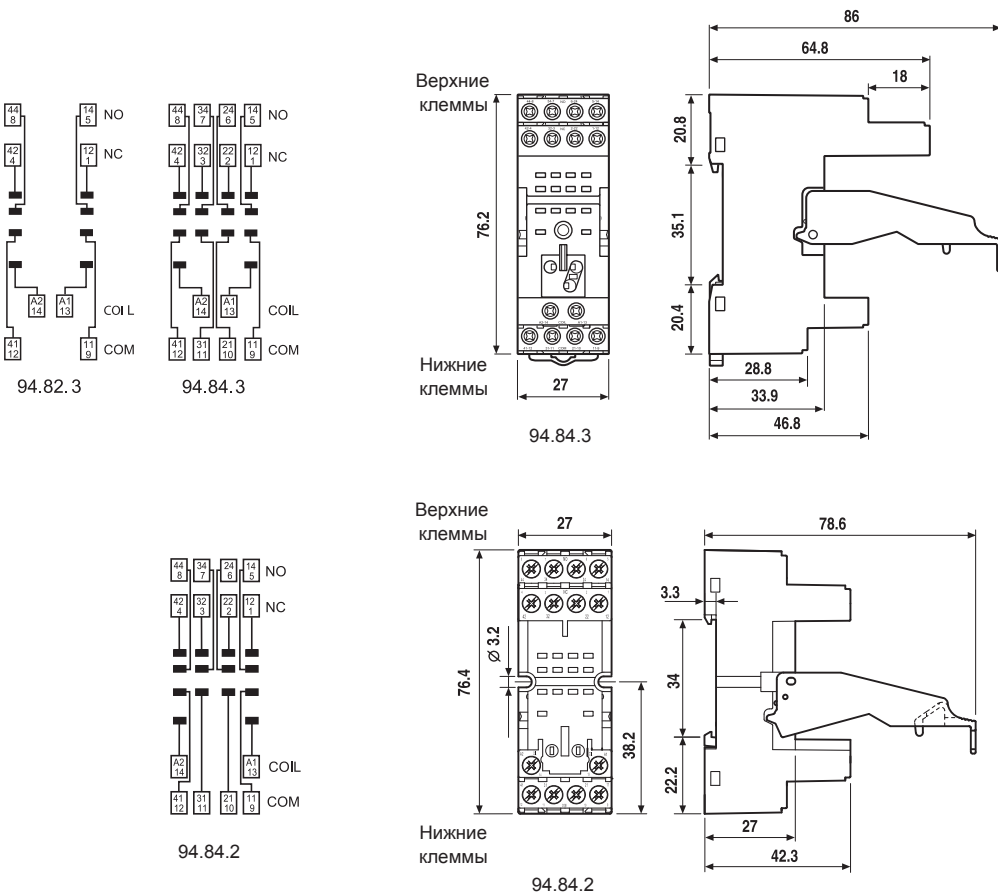 44 8
14 5
NO
42 4
12 1
NC
A2 14
A1 13
COIL
41 12
11 9
COM
94.82.3
44 8
34 7
24 6
14 5
NO
42 4
32 3
22 2
12 1
NC
A2 14
A1 13
COIL
41 12
31 11
21 10
11 9
COM
94.84.3
Верхние
клеммы
76.2
Нижние
клеммы
27
94.84.3
86
64.8
18
20.8
35.1
20.4
28.8
33.9
46.8
44 8
34 7
24 6
14 5
NO
42 4
32 3
22 2
12 1
NC
A2 14
A1 13
COIL
41 12
31 11
21 10
11 9
COM
94.84.2
Верхние
клеммы
27
Ø 3.2
76.4
38.2
Нижние
клеммы
94.84.2
78.6
3.3
34
22.2
27
42.3